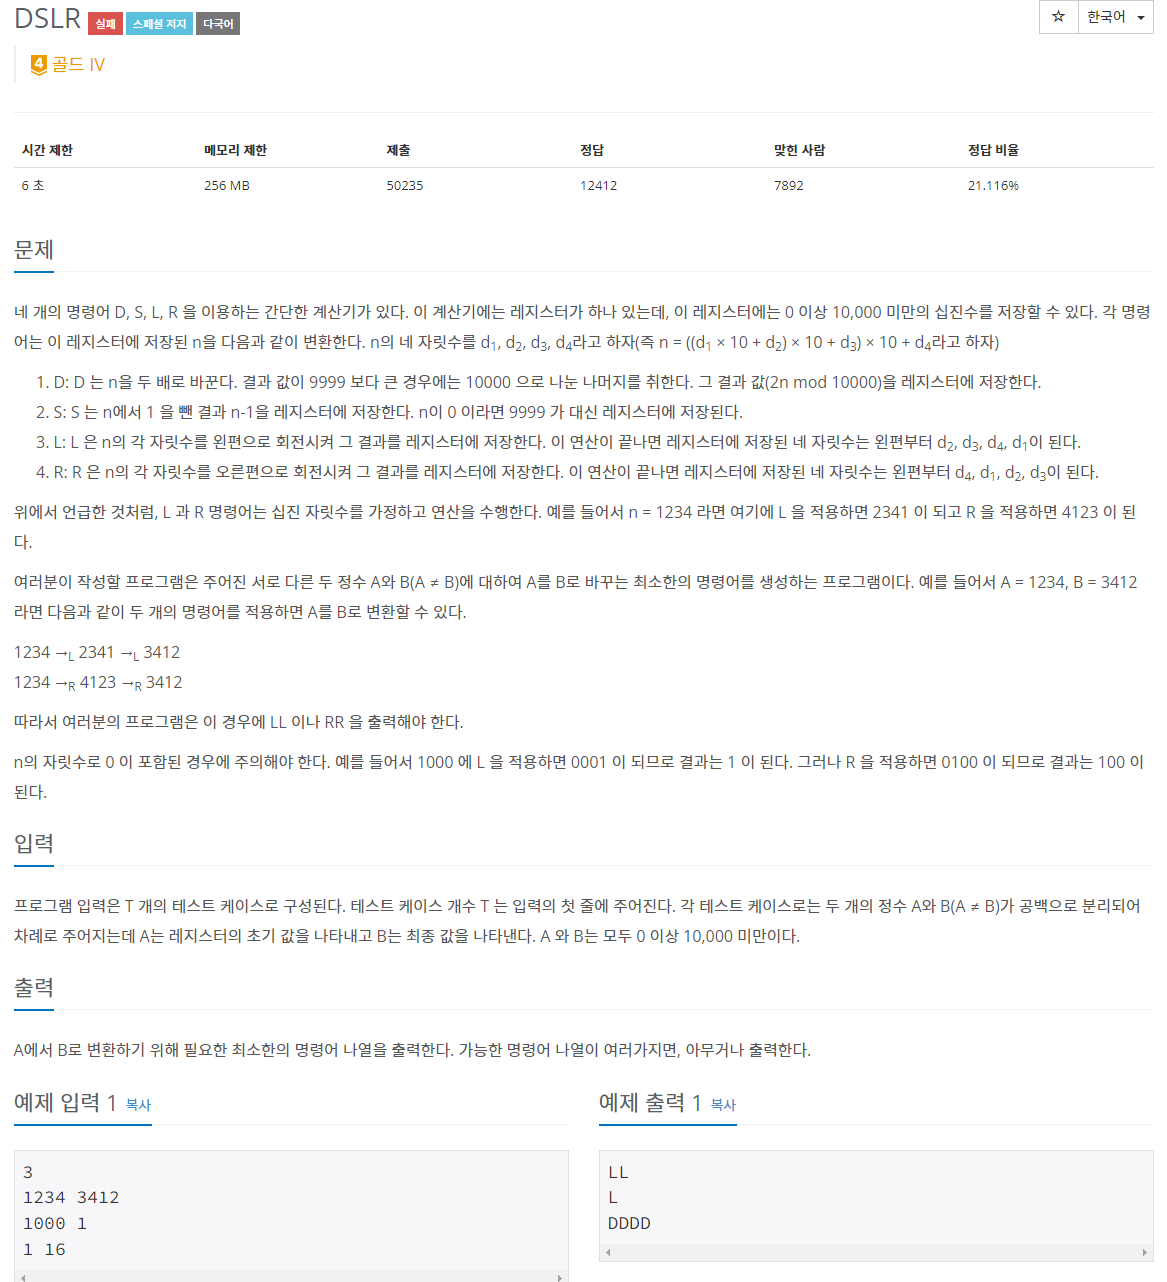 DSLR 실패 스페셜 저지 다국어
☆ 한국어
4 골드 IV
시간 제한 메모리 제한 제출 정답 맞힌 사람 정답 비율
6 초 256 MB 50235 12412 7892 21.116%
문제
네 개의 명령어 D, S, L, R 을 이용하는 간단한 계산기가 있다. 이 계산기에는 레지스터가 하나 있는데, 이 레지스터에는 0 이상 10,000 미만의 십진수를 저장할 수 있다. 각 명령
어는 이 레지스터에 저장된 n을 다음과 같이 변환한다. n의 네 자릿수를 d1, d2, d3, d4라고 하자(즉 n = ((d1 × 10 + d2) × 10 + d3) × 10 + d4라고 하자)
1. D: D 는 n을 두 배로 바꾼다. 결과 값이 9999 보다 큰 경우에는 10000 으로 나눈 나머지를 취한다. 그 결과 값(2n mod 10000)을 레지스터에 저장한다.
2. S: S 는 n에서 1 을 뺀 결과 n-1을 레지스터에 저장한다. n이 0 이라면 9999 가 대신 레지스터에 저장된다.
3. L: L 은 n의 각 자릿수를 왼편으로 회전시켜 그 결과를 레지스터에 저장한다. 이 연산이 끝나면 레지스터에 저장된 네 자릿수는 왼편부터 d2, d3, d4, d1이 된다.
4. R: R 은 n의 각 자릿수를 오른편으로 회전시켜 그 결과를 레지스터에 저장한다. 이 연산이 끝나면 레지스터에 저장된 네 자릿수는 왼편부터 d4, d1, d2, d3이 된다.
위에서 언급한 것처럼, L 과 R 명령어는 십진 자릿수를 가정하고 연산을 수행한다. 예를 들어서 n = 1234 라면 여기에 L 을 적용하면 2341 이 되고 R 을 적용하면 4123 이 된
다.
여러분이 작성할 프로그램은 주어진 서로 다른 두 정수 A와 B(A ≠ B)에 대하여 A를 B로 바꾸는 최소한의 명령어를 생성하는 프로그램이다. 예를 들어서 A = 1234, B = 3412
라면 다음과 같이 두 개의 명령어를 적용하면 A를 B로 변환할 수 있다.
1234 →L 2341 →L 3412
1234 →R 4123 →R 3412
따라서 여러분의 프로그램은 이 경우에 LL 이나 RR 을 출력해야 한다.
n의 자릿수로 0 이 포함된 경우에 주의해야 한다. 예를 들어서 1000 에 L 을 적용하면 0001 이 되므로 결과는 1 이 된다. 그러나 R 을 적용하면 0100 이 되므로 결과는 100 이
된다.
입력
프로그램 입력은 T 개의 테스트 케이스로 구성된다. 테스트 케이스 개수 T 는 입력의 첫 줄에 주어진다. 각 테스트 케이스로는 두 개의 정수 A와 B(A ≠ B)가 공백으로 분리되어
차례로 주어지는데 A는 레지스터의 초기 값을 나타내고 B는 최종 값을 나타낸다. A 와 B는 모두 0 이상 10,000 미만이다.
출력
A에서 B로 변환하기 위해 필요한 최소한의 명령어 나열을 출력한다. 가능한 명령어 나열이 여러가지면, 아무거나 출력한다.
예제 입력 1 복사
3
1234 3412
1000 1
1 16
예제 출력 1 복사
LL
L
DDDD